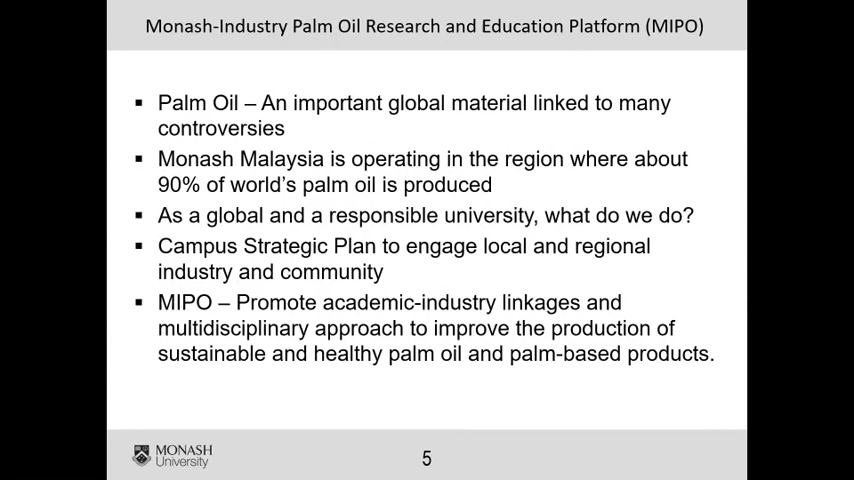 Monash-Industry Palm Oil Research and Education Platform (MIPO)
▪ Palm Oil – An important global material linked to many
controversies
▪ Monash Malaysia is operating in the region where about
90% of world’s palm oil is produced
▪ As a global and a responsible university, what do we do?
▪ Campus Strategic Plan to engage local and regional
industry and community
▪ MIPO – Promote academic-industry linkages and
multidisciplinary approach to improve the production of
sustainable and healthy palm oil and palm-based products.
MONASH
University
5